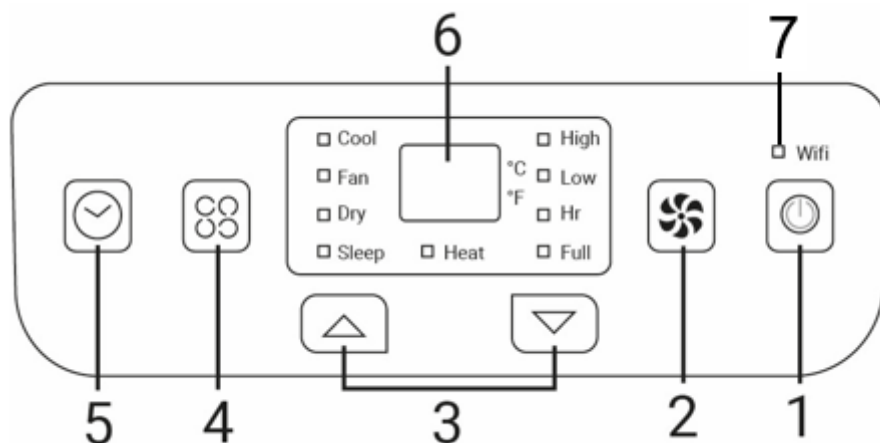 6 7
Cool High
Wifi
Fan °C Low
°F
Dry Hr
Sleep Heat Full
5 4 3 2 1